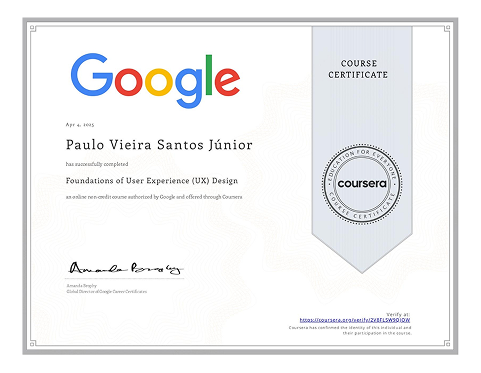 Google
COURSE
CERTIFICATE
Apr 4, 2025
Paulo Vieira Santos Júnior
has successfully completed
Foundations of User Experience (UX) Design
an online non-credit course authorized by Google and offered through Coursera
EDUCATION FOR EVERYONE
coursera
COURSE CERTIFICATE
Amanda Brophy
Amanda Brophy
Global Director of Google Career Certificates
Verify at:
https://coursera.org/verify/
Coursera has confirmed the identity of this individual and
their participation in the course.